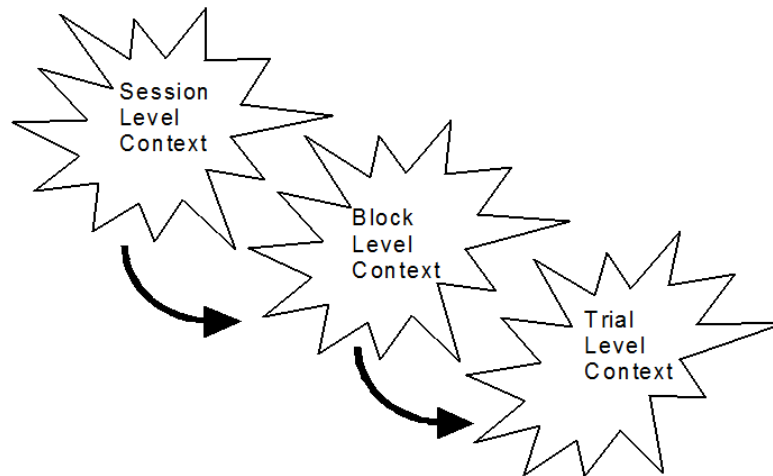 Session
Level
Context
Block
Level
Context
Trial
Level
Context